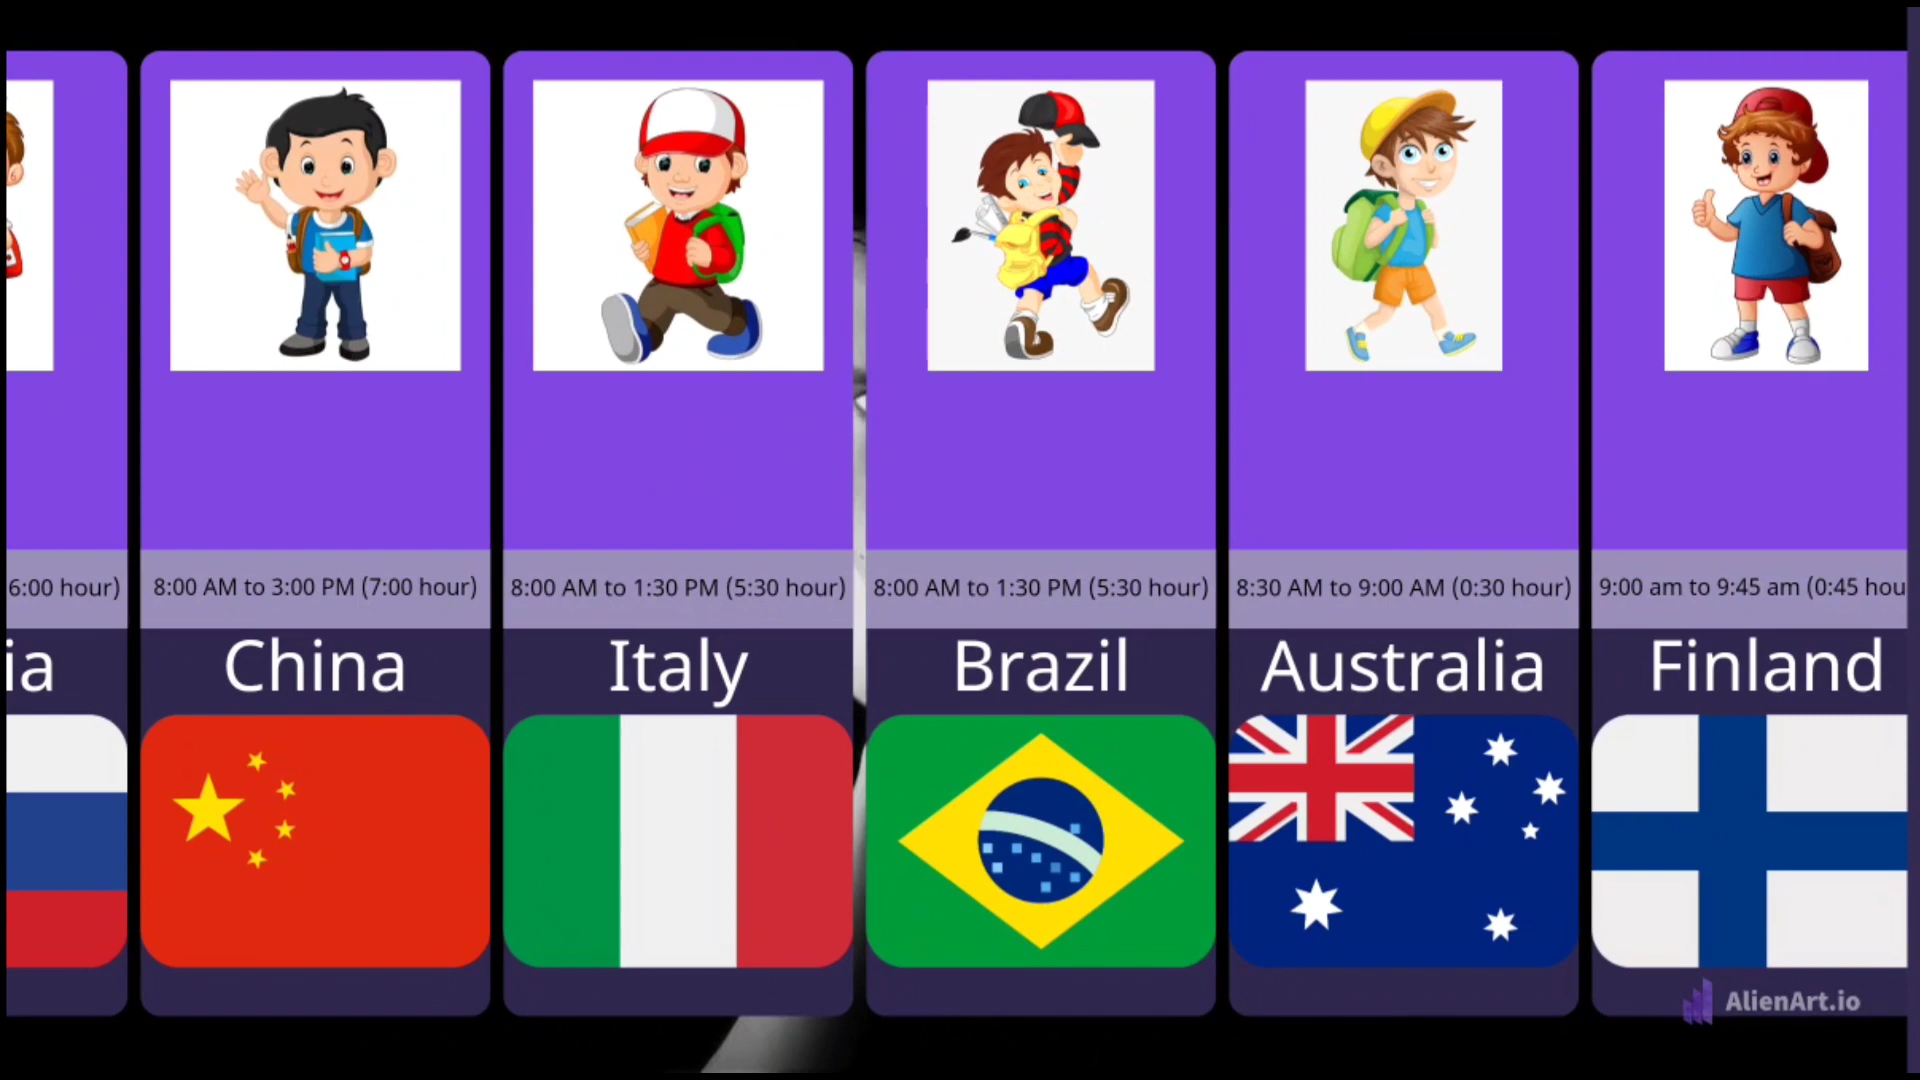 6:00 hour)
8:00 AM to 3:00 PM (7:00 hour)
8:00 AM to 1:30 PM (5:30 hour)
8:00 AM to 1:30 PM (5:30 hour)
8:30 AM to 9:00 AM (0:30 hour)
9:00 am to 9:45 am (0:45 hou
ia
China
Italy
Brazil
Australia
Finland
AlienArt.io